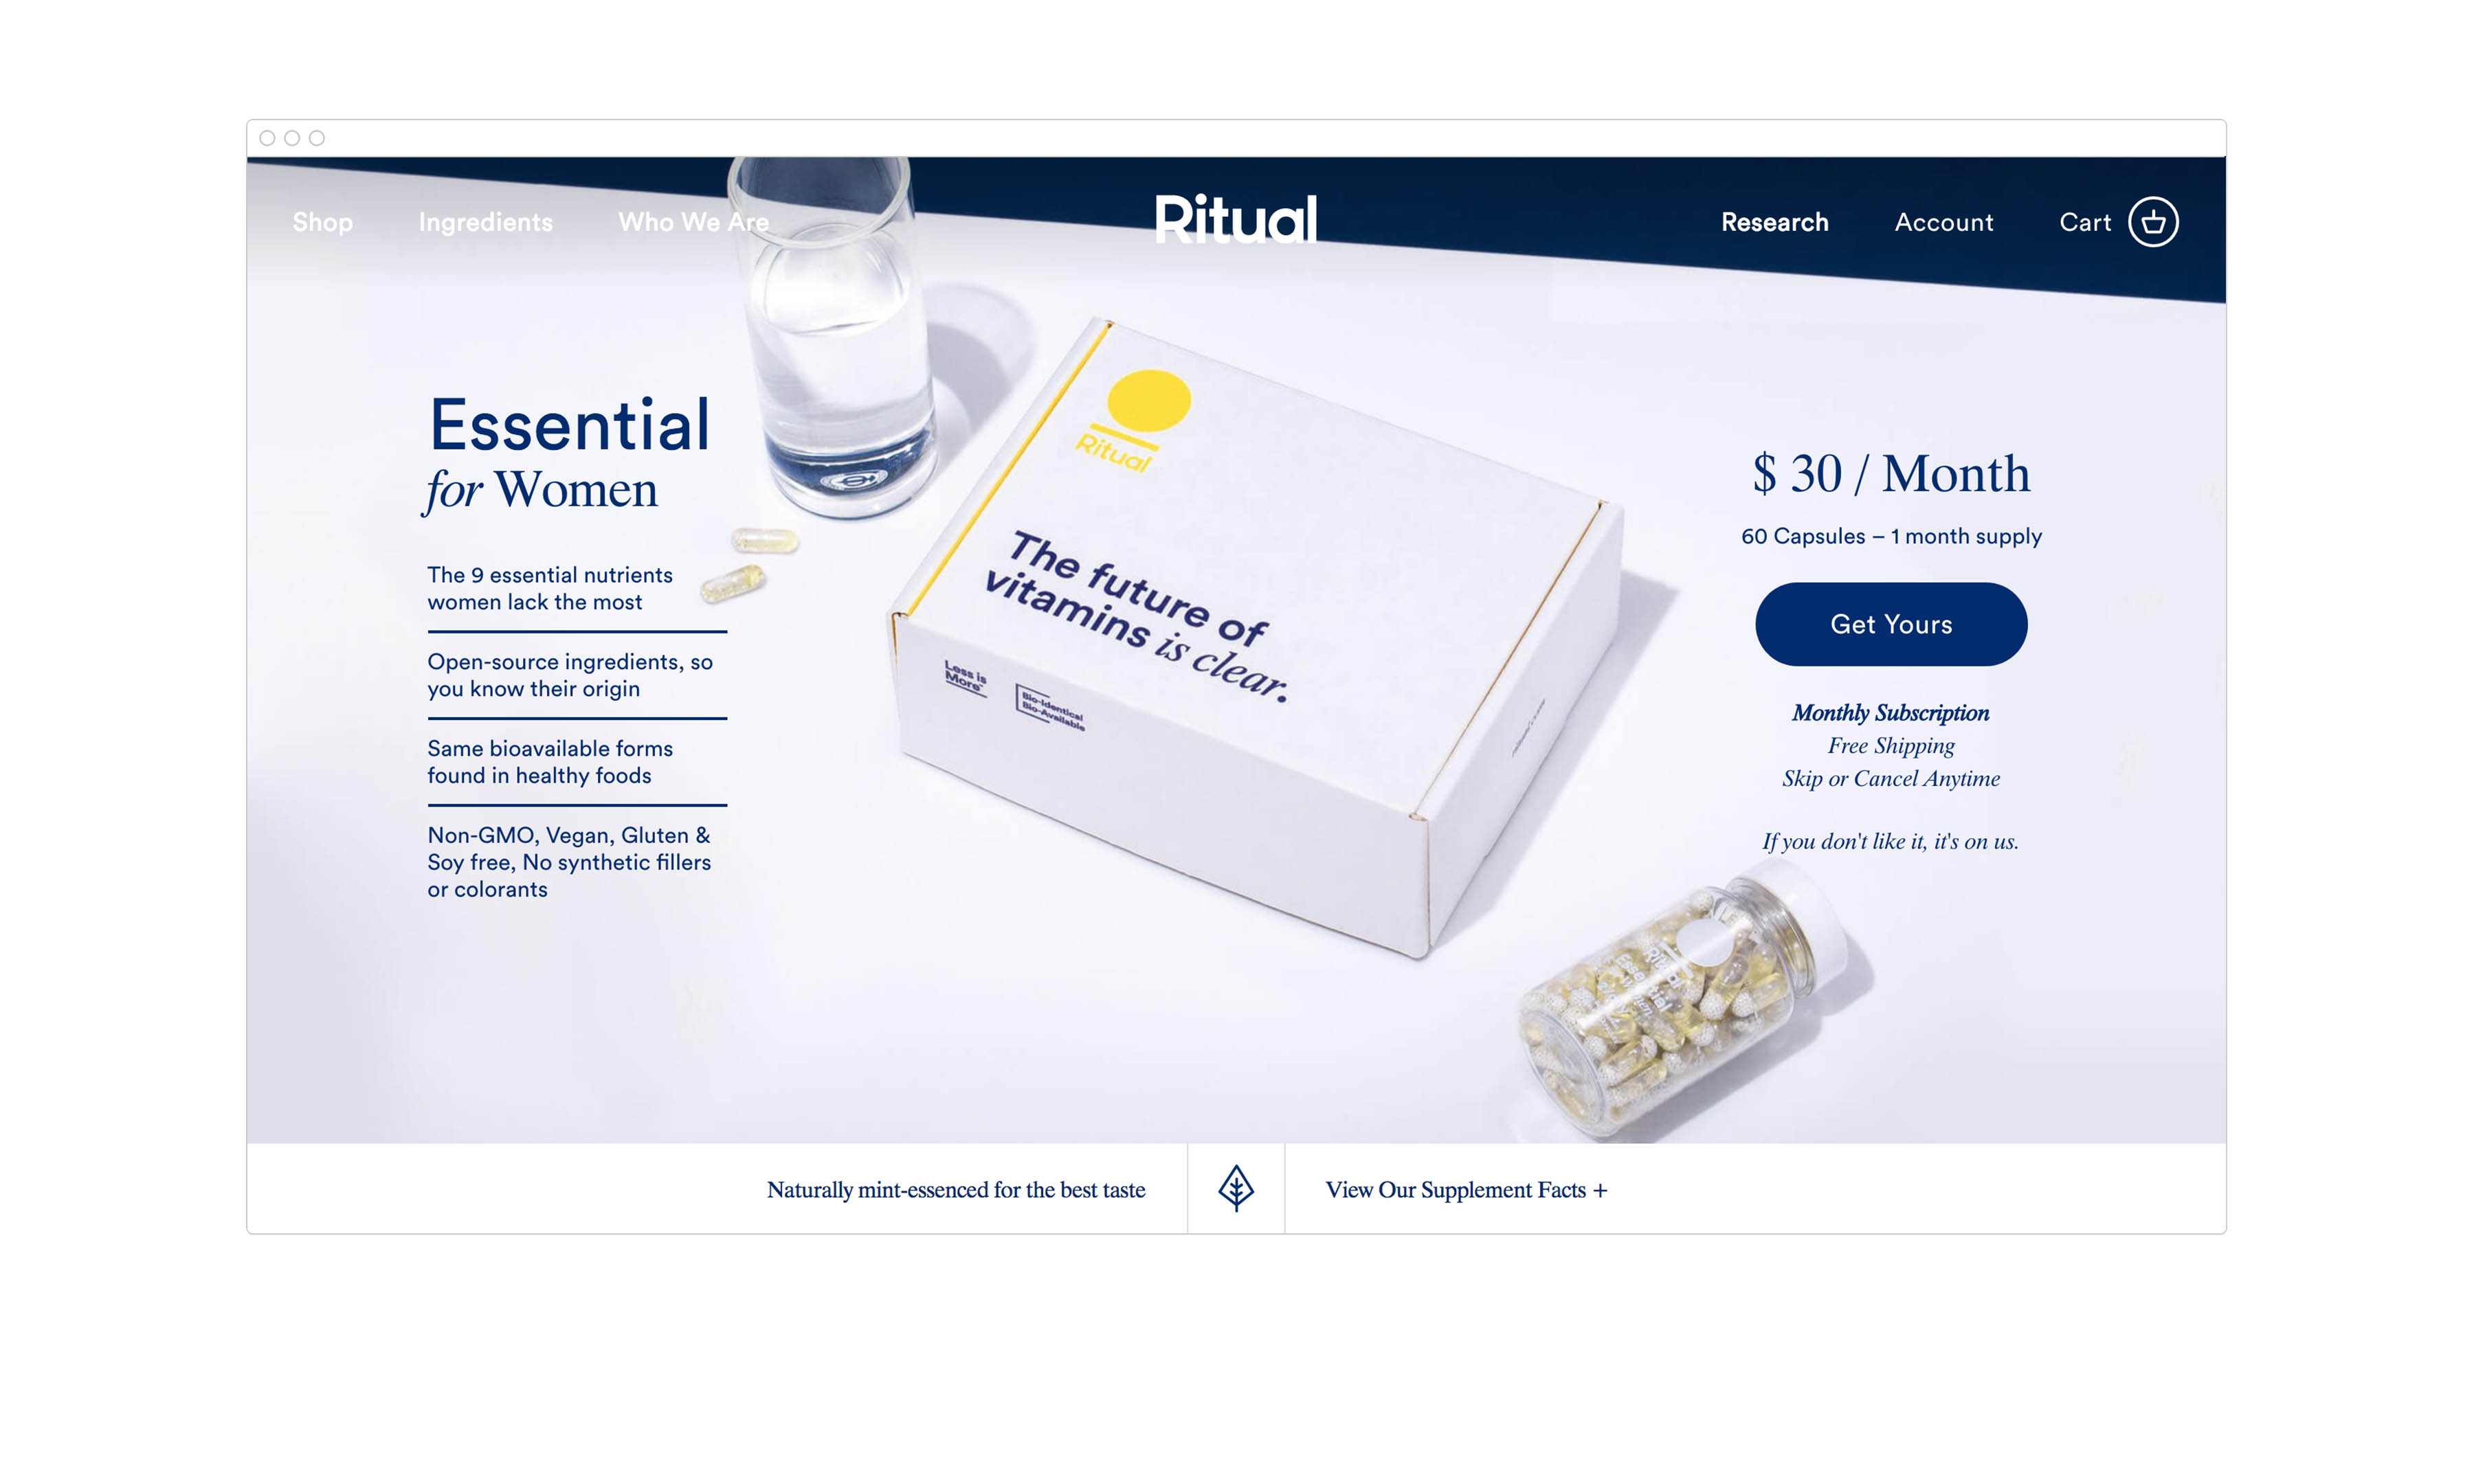 Shop
Ingredients
Who We Are
Ritual
Research
Account
Cart
Essential
for Women
The 9 essential nutrients
women lack the most
Open-source ingredients, so
you know their origin
Same bioavailable forms
found in healthy foods
Non-GMO, Vegan, Gluten &
Soy free, No synthetic fillers
or colorants
Ritual
The future of
vitamins is clear.
Less is
More
Bio-Identical
Bio-Available
$ 30 / Month
60 Capsules – 1 month supply
Get Yours
Monthly Subscription
Free Shipping
Skip or Cancel Anytime
If you don't like it, it's on us.
Ritual
Essential
Naturally mint-essenced for the best taste
View Our Supplement Facts +